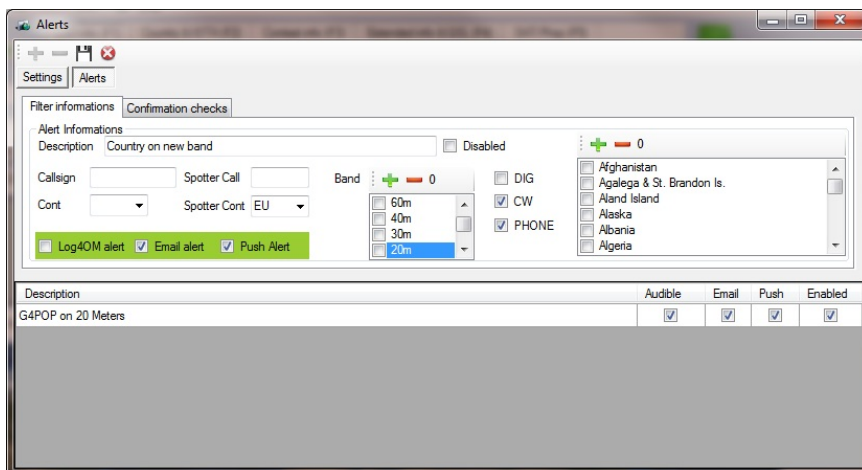 Alerts
Settings Alerts
Filter informations Confirmation checks
Alert Informations
Description Country on new band Disabled 0
Callsign Spotter Call Band 0 DIG
Cont Spotter Cont EU CW
PHONE
Log4OM alert Email alert Push Alert
60m
40m
30m
20m
Afghanistan
Agalega & St. Brandon Is.
Aland Island
Alaska
Albania
Algeria
Description Audible Email Push Enabled
G4POP on 20 Meters